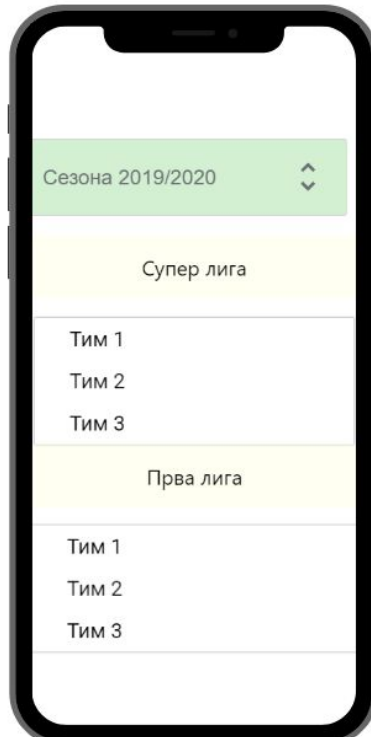 Сезона 2019/2020
Супер лига
Тим 1
Тим 2
Тим 3
Прва лига
Тим 1
Тим 2
Тим 3